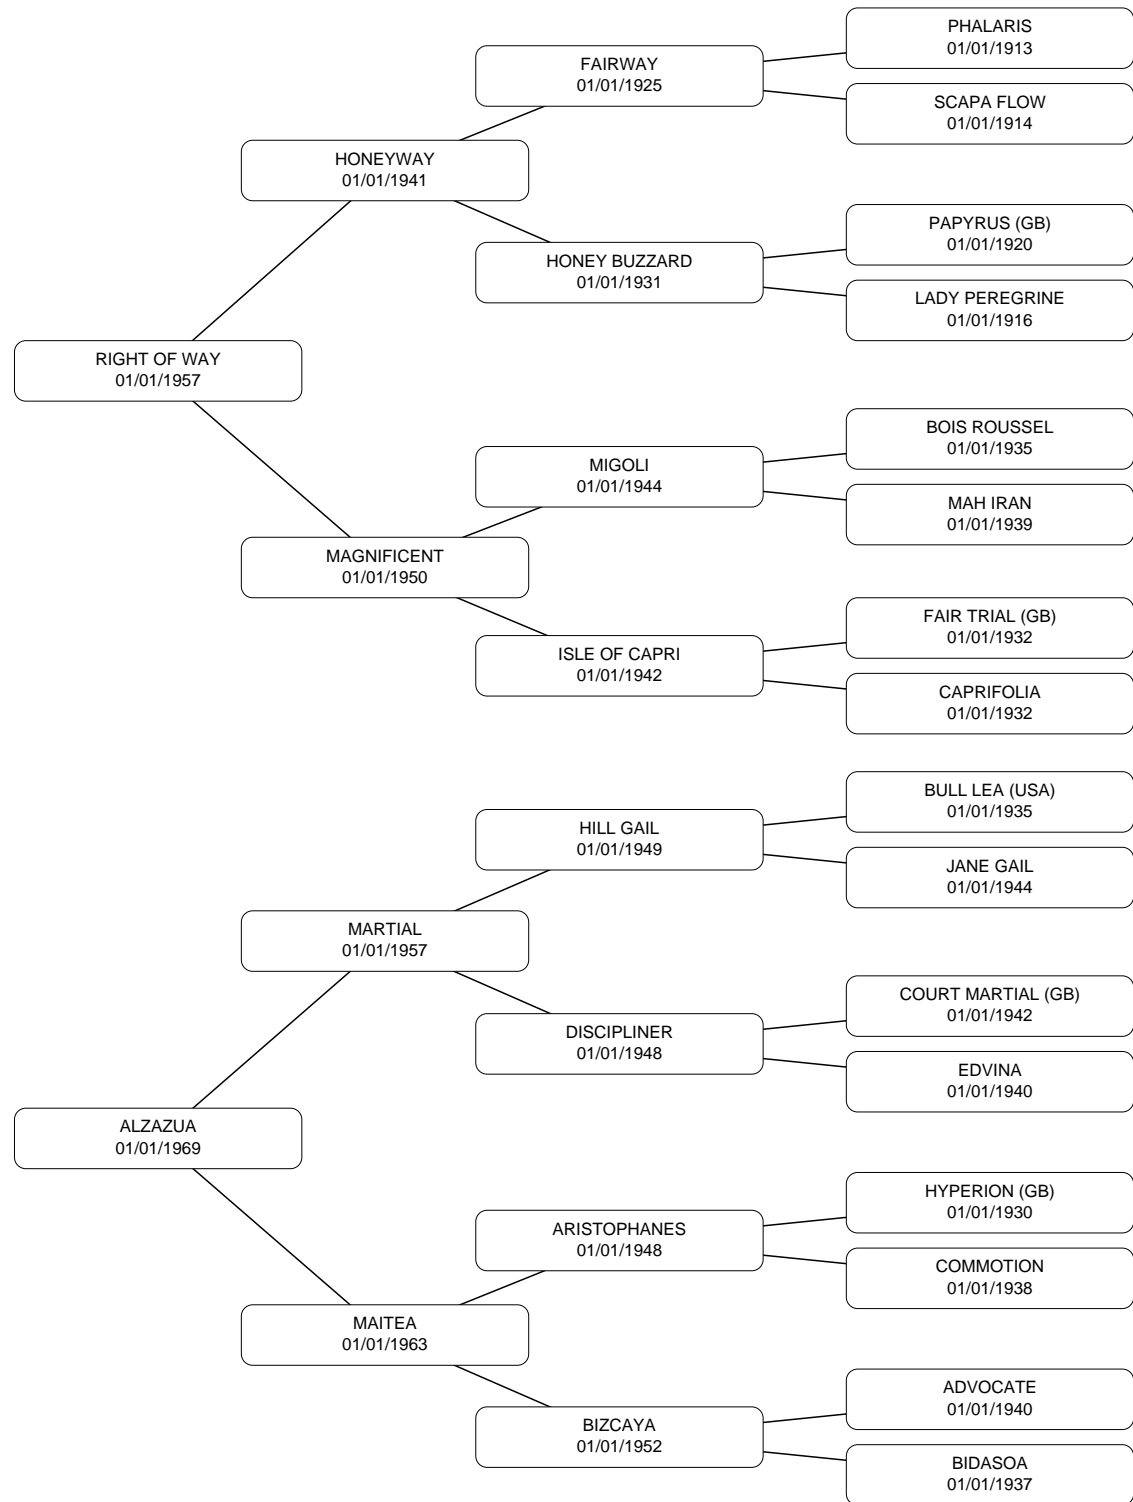 PHALARIS
01/01/1913
FAIRWAY
01/01/1925
SCAPA FLOW
01/01/1914
HONEYWAY
01/01/1941
PAPYRUS (GB)
01/01/1920
HONEY BUZZARD
01/01/1931
LADY PEREGRINE
01/01/1916
RIGHT OF WAY
01/01/1957
BOIS ROUSSEL
01/01/1935
MIGOLI
01/01/1944
MAH IRAN
01/01/1939
MAGNIFICENT
01/01/1950
FAIR TRIAL (GB)
01/01/1932
ISLE OF CAPRI
01/01/1942
CAPRIFOLIA
01/01/1932
BULL LEA (USA)
01/01/1935
HILL GAIL
01/01/1949
JANE GAIL
01/01/1944
MARTIAL
01/01/1957
COURT MARTIAL (GB)
01/01/1942
DISCIPLINER
01/01/1948
EDVINA
01/01/1940
ALZAZUA
01/01/1969
HYPERION (GB)
01/01/1930
ARISTOPHANES
01/01/1948
COMMOTION
01/01/1938
MAITEA
01/01/1963
ADVOCATE
01/01/1940
BIZCAYA
01/01/1952
BIDASOA
01/01/1937